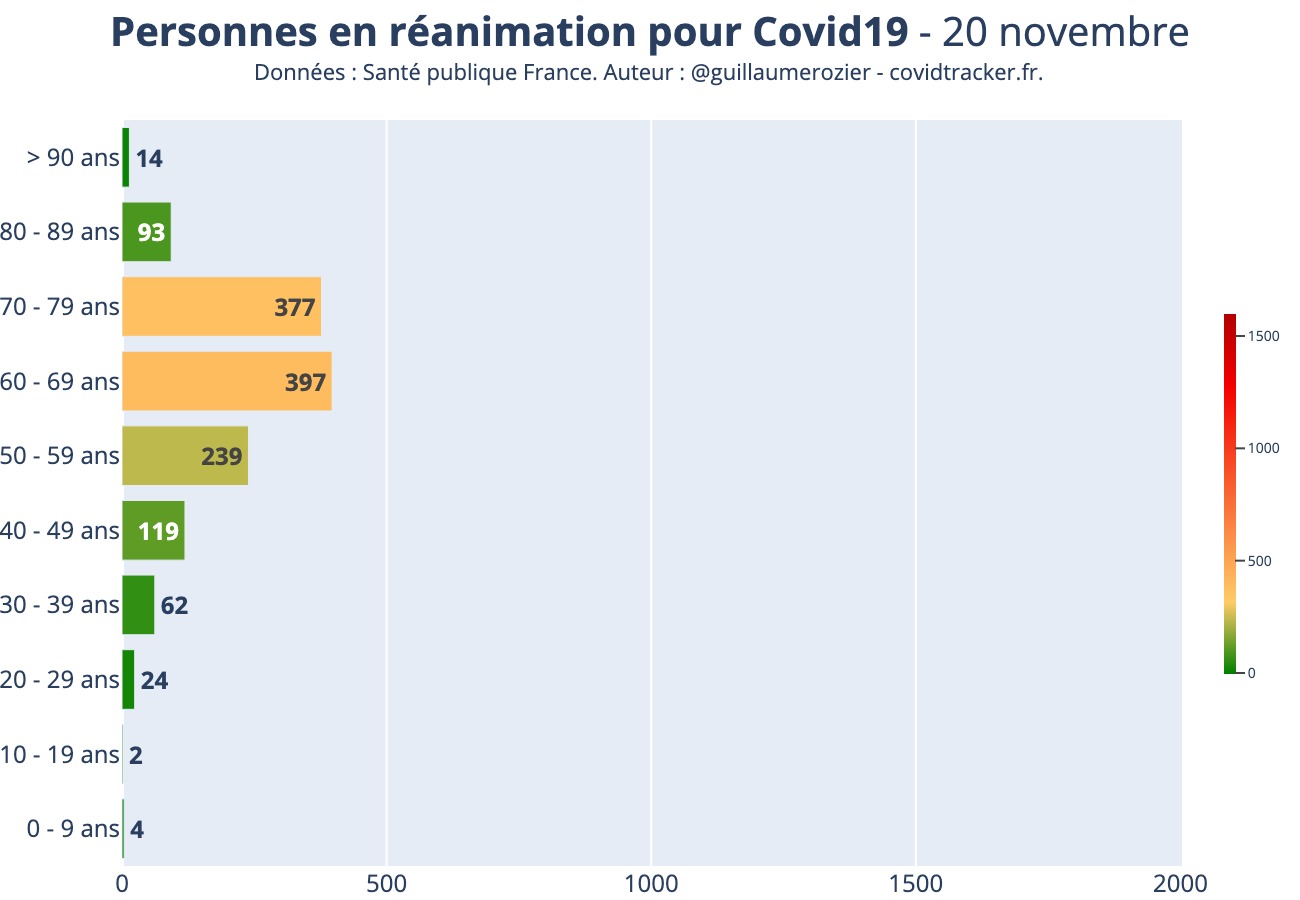 Personnes en réanimation pour Covid19 - 20 novembre
Données : Santé publique France. Auteur : @guillaumerozier - covidtracker.fr.
> 90 ans 14
80 - 89 ans 93
70 - 79 ans 377
60 - 69 ans 397
50 - 59 ans 239
40 - 49 ans 119
30 - 39 ans 62
20 - 29 ans 24
10 - 19 ans 2
0 - 9 ans 4
0 500 1000 1500 2000
1500
1000
500
0